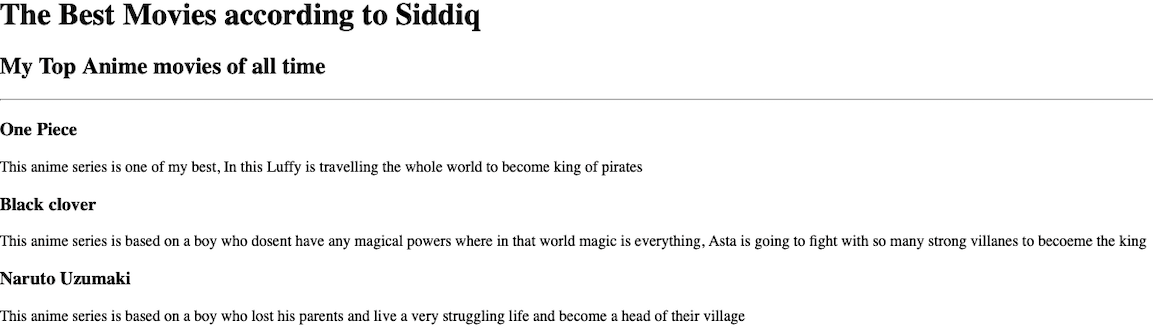 The Best Movies according to Siddiq
My Top Anime movies of all time
One Piece
This anime series is one of my best, In this Luffy is travelling the whole world to become king of pirates
Black clover
This anime series is based on a boy who dosent have any magical powers where in that world magic is everything, Asta is going to fight with so many strong villanes to becoeme the king
Naruto Uzumaki
This anime series is based on a boy who lost his parents and live a very struggling life and become a head of their village